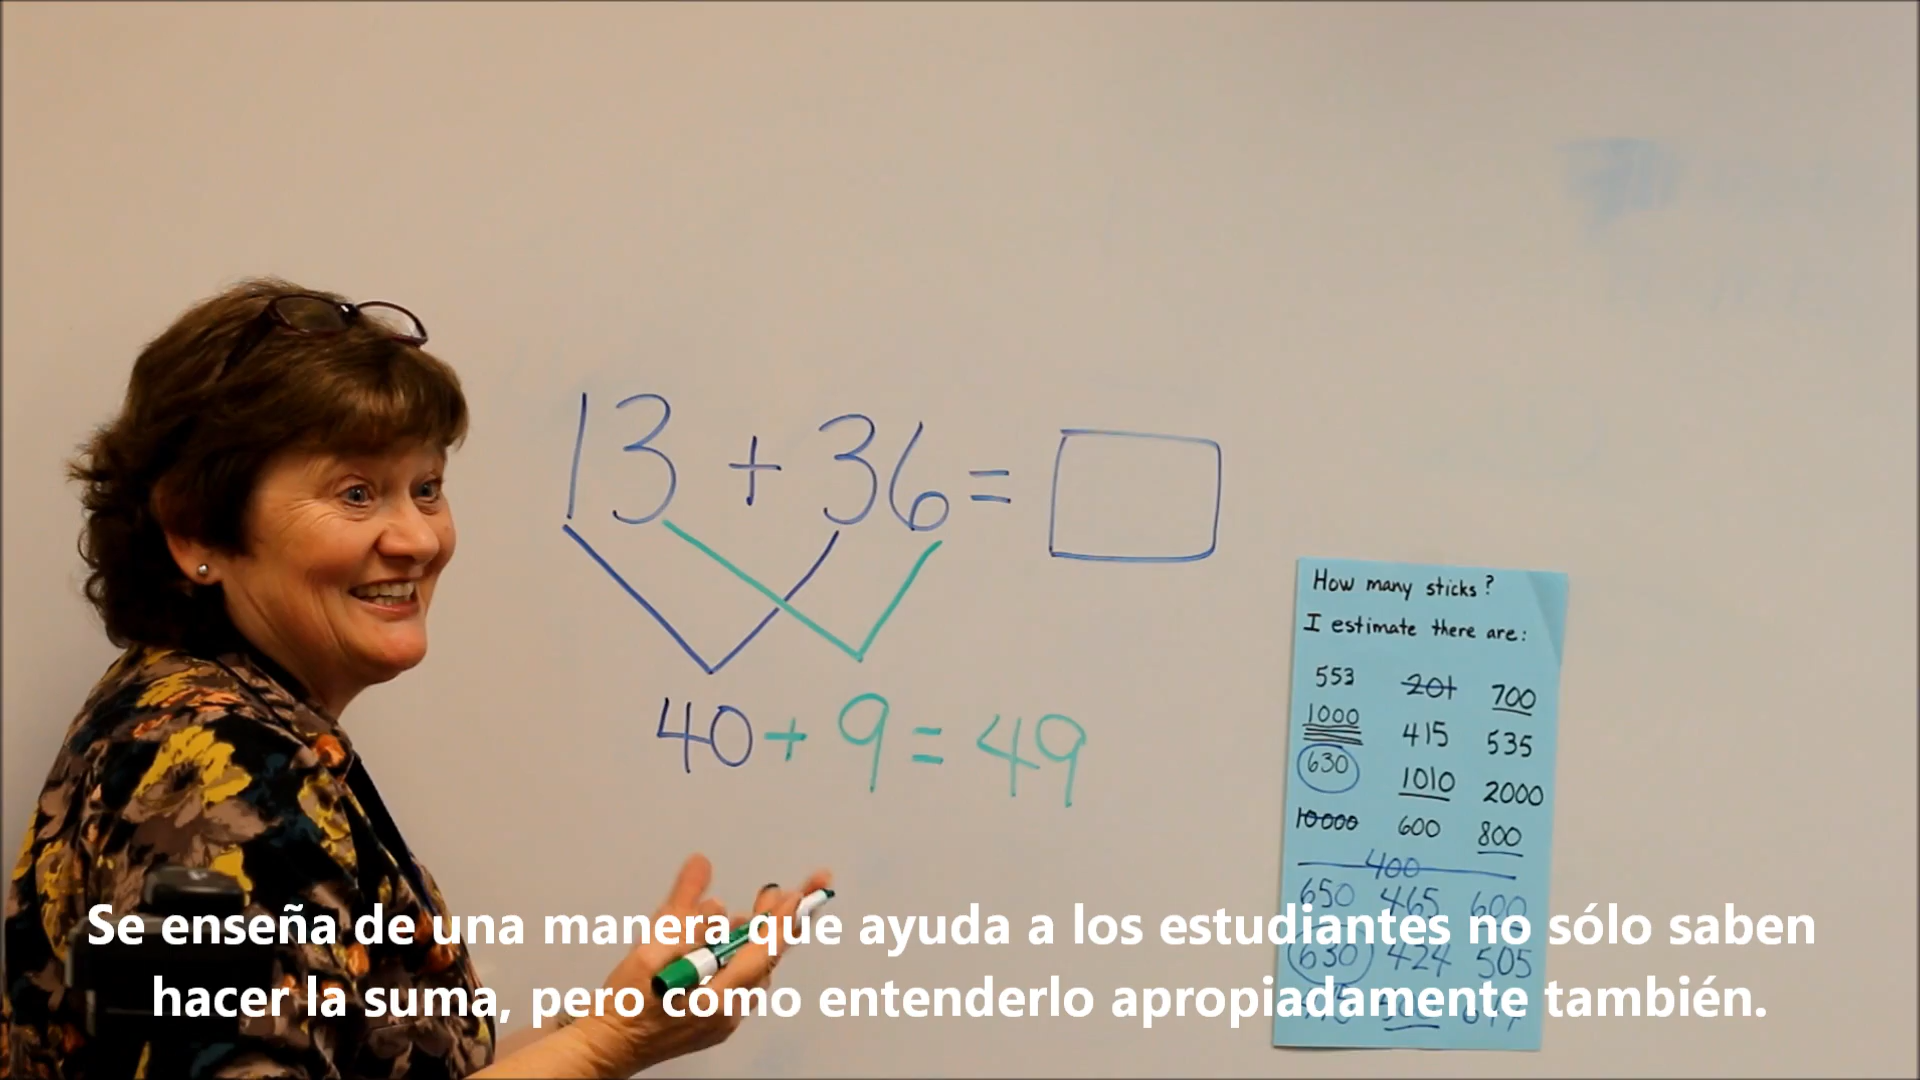 13 + 36 =
40 + 9 = 49
How many sticks?
I estimate there are:
553 201 700
1000 415 535
630 1010 2000
10000 600 800
400
650 465 600
630 424 505
Se enseña de una manera que ayuda a los estudiantes no sólo saben
hacer la suma, pero cómo entenderlo apropiadamente también.